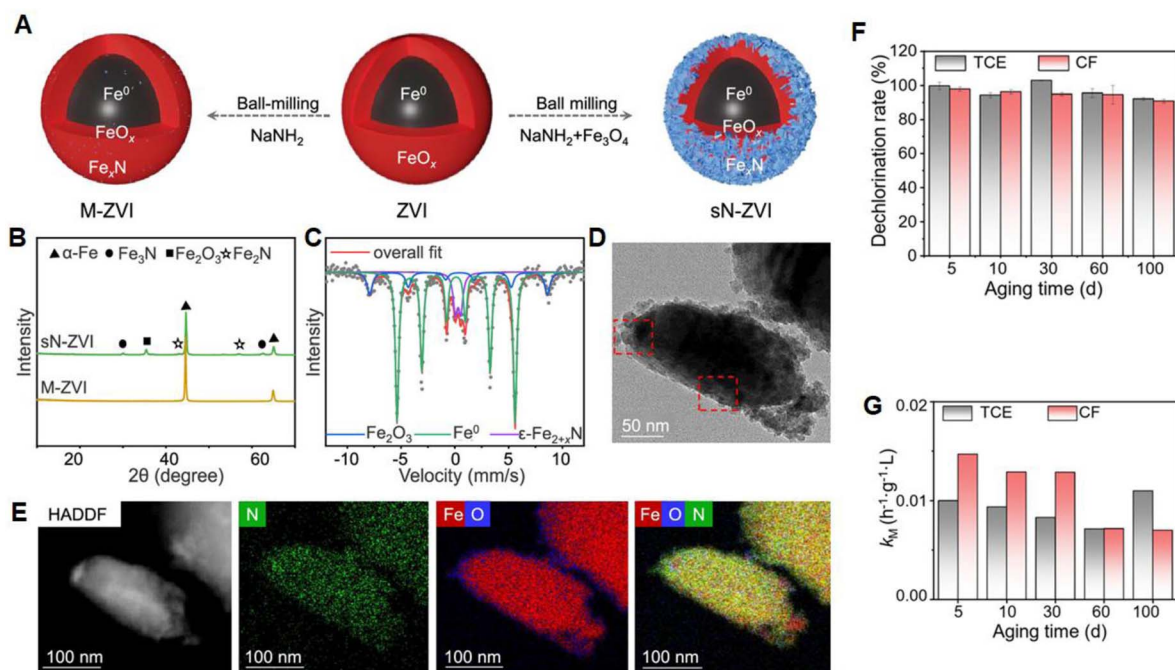 A
Fe⁰
FeOₓ
FeₓN
M-ZVI
Ball-milling
NaNH₂
Fe⁰
FeOₓ
ZVI
Ball milling
NaNH₂+Fe₃O₄
Fe⁰
FeOₓ
FeₓN
sN-ZVI
B
▲ α-Fe ● Fe₃N ■ Fe₂O₃ ☆ Fe₂N
sN-ZVI
M-ZVI
Intensity
20 40 60
2θ (degree)
C
overall fit
Intensity
Fe₂O₃ Fe⁰ ε-Fe₂₊ₓN
-10 -5 0 5 10
Velocity (mm/s)
D
50 nm
E
HADDF
100 nm
N
100 nm
Fe O
100 nm
Fe O N
100 nm
F
TCE CF
Dechlorination rate (%)
120
100
80
60
40
20
0
5 10 30 60 100
Aging time (d)
G
TCE CF
k_M (h⁻¹·g⁻¹·L)
0.02
0.01
0.00
5 10 30 60 100
Aging time (d)